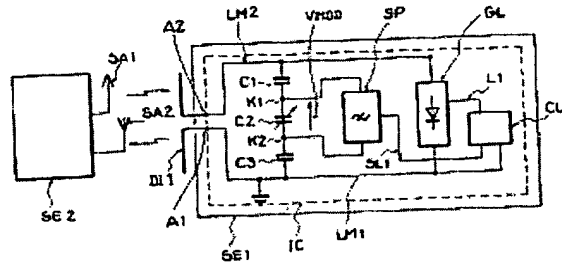 A2
LM2
VMOD
SP
GL
SA1
C1
L1
K1
CU
SA2
C2
~
K2
C3
SL1
DI1
SE2
A1
SE1
IC
LM1